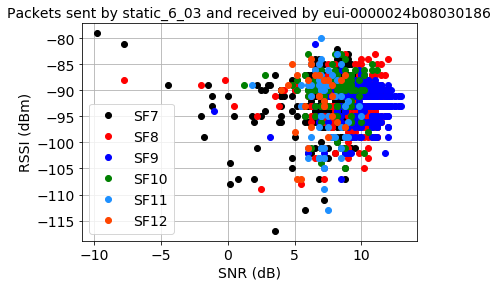 Packets sent by static_6_03 and received by eui-0000024b08030186
RSSI (dBm)
−80
−85
−90
−95
−100
−105
−110
−115
SF7
SF8
SF9
SF10
SF11
SF12
−10
−5
0
5
10
SNR (dB)